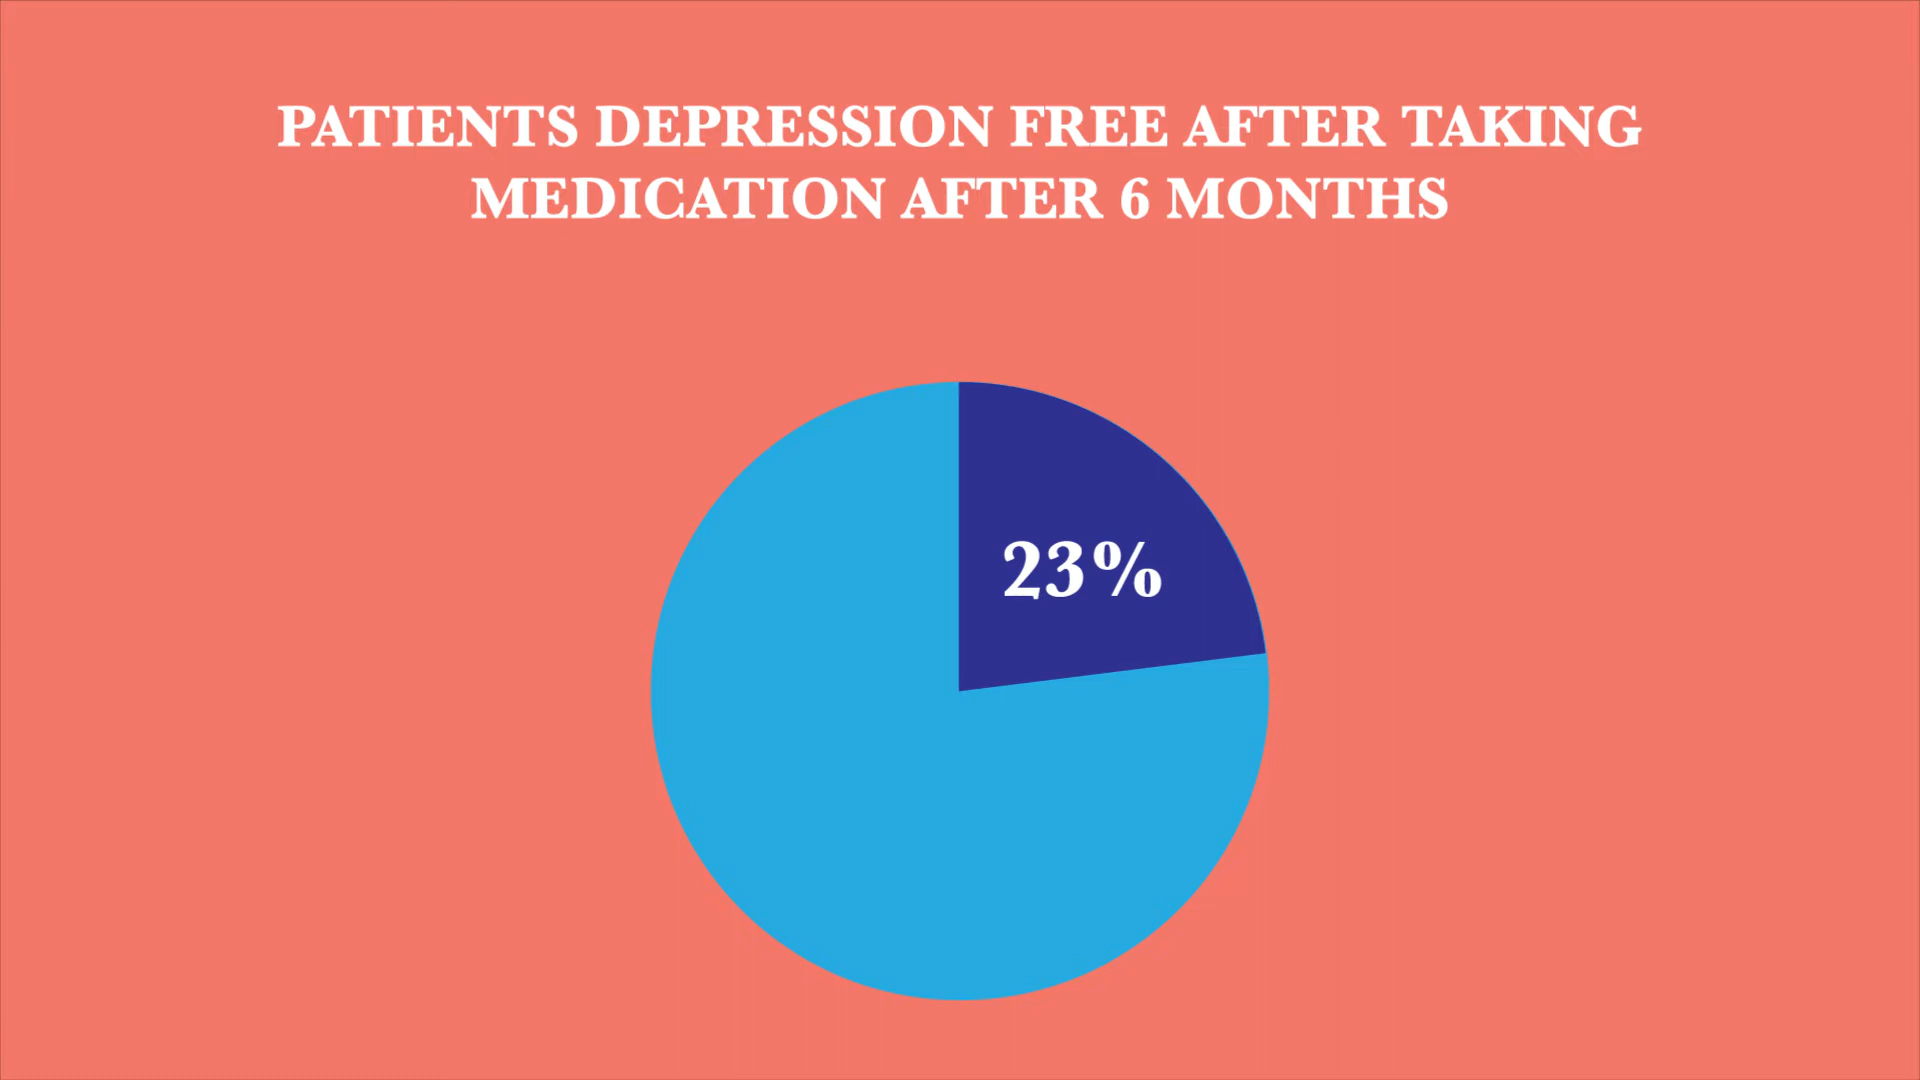 PATIENTS DEPRESSION FREE AFTER TAKING
MEDICATION AFTER 6 MONTHS
23%